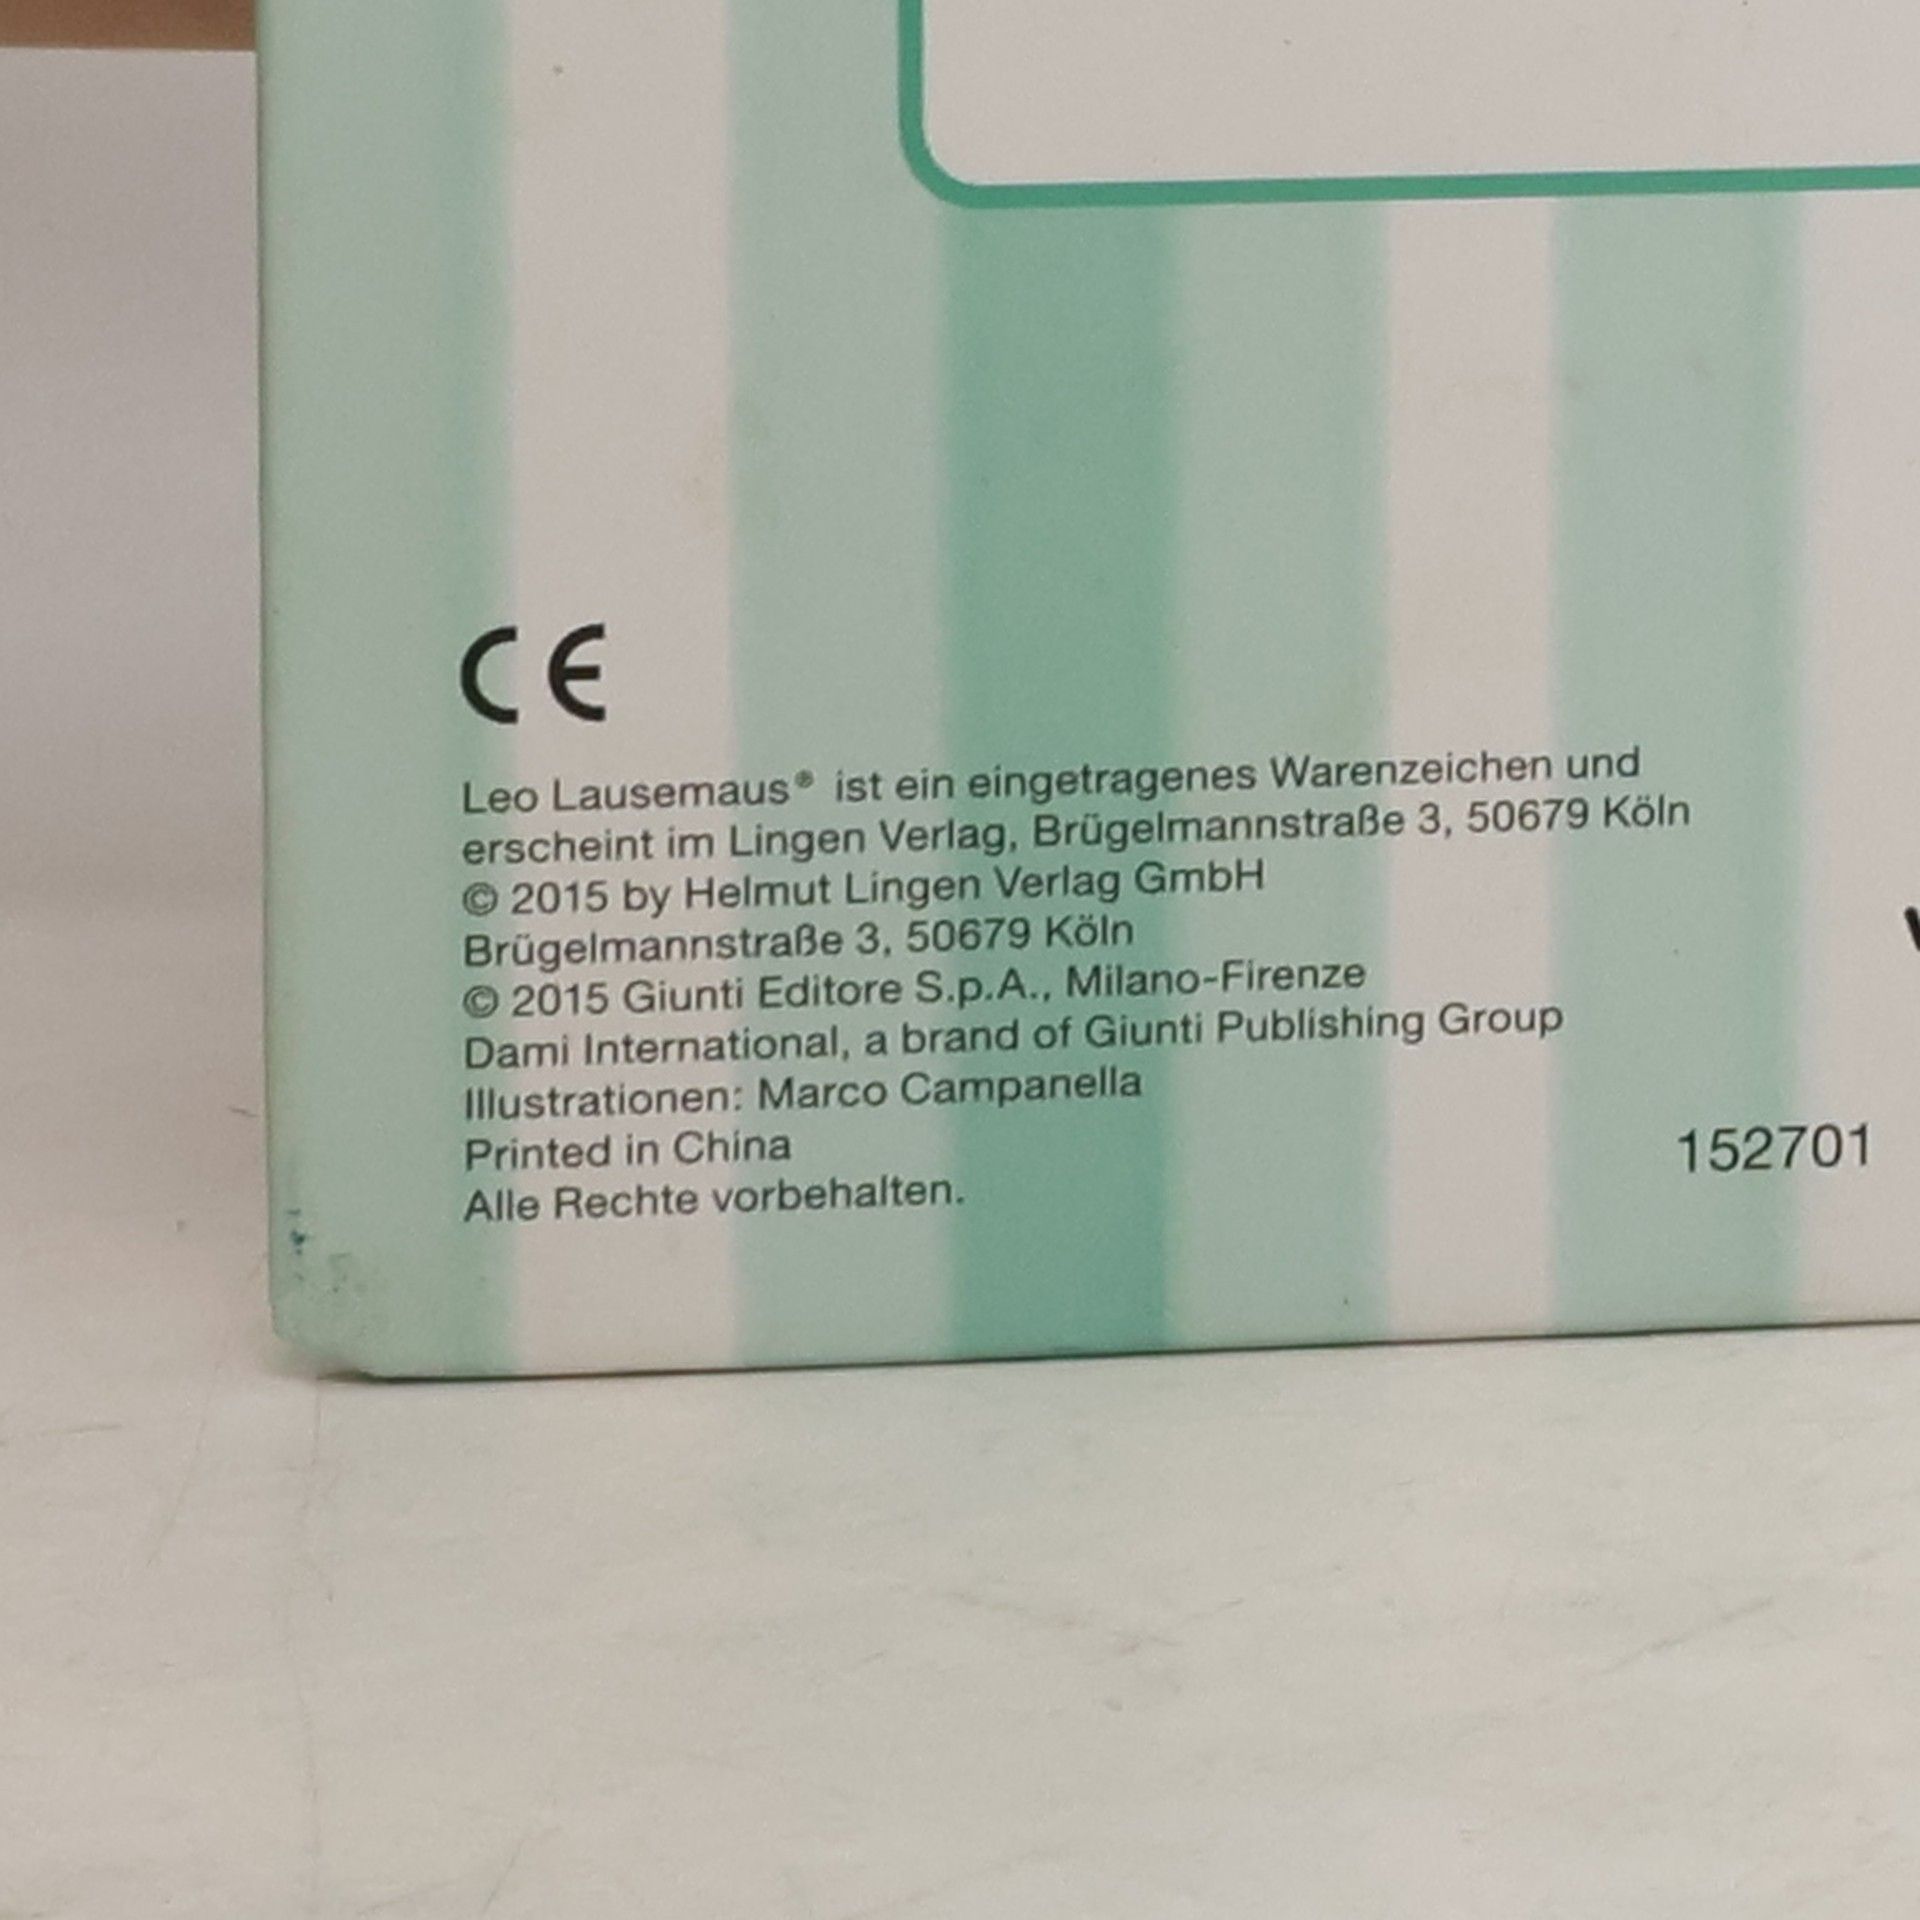 CE
Leo Lausemaus® ist ein eingetragenes Warenzeichen und
erscheint im Lingen Verlag, Brügelmannstraße 3, 50679 Köln
© 2015 by Helmut Lingen Verlag GmbH
Brügelmannstraße 3, 50679 Köln
© 2015 Giunti Editore S.p.A., Milano-Firenze
Dami International, a brand of Giunti Publishing Group
Illustrationen: Marco Campanella
Printed in China
Alle Rechte vorbehalten.
152701